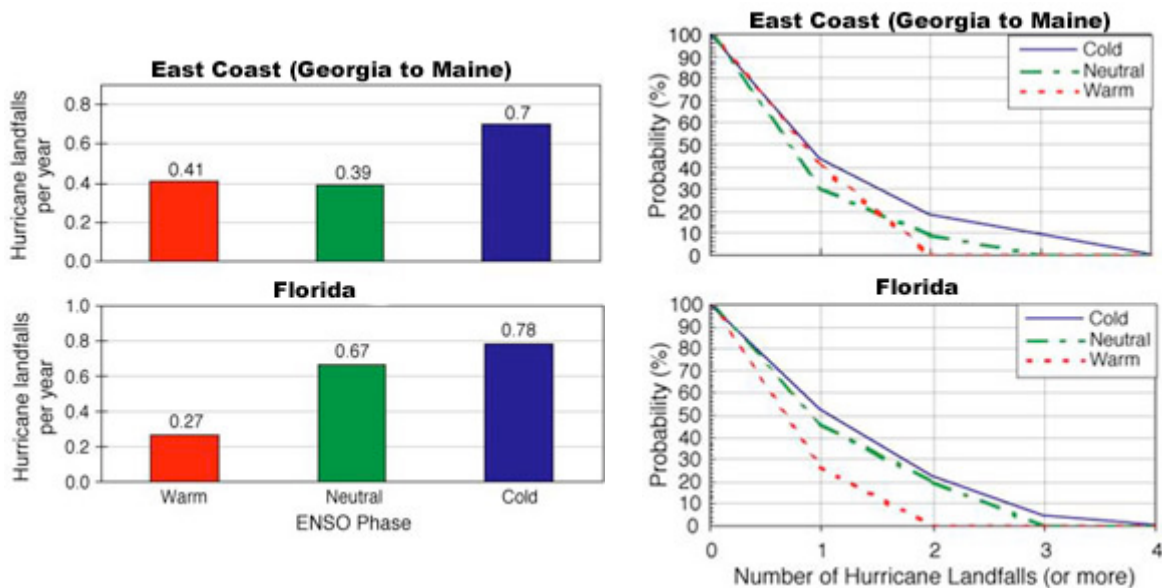 East Coast (Georgia to Maine)
Hurricane landfalls
per year
0.8
0.6
0.4
0.2
0.0
0.41
0.39
0.7
Florida
Hurricane landfalls
per year
1.0
0.8
0.6
0.4
0.2
0.0
0.27
0.67
0.78
Warm
Neutral
Cold
ENSO Phase
East Coast (Georgia to Maine)
Probability (%)
100
90
80
70
60
50
40
30
20
10
0
Cold
Neutral
Warm
Florida
Probability (%)
100
90
80
70
60
50
40
30
20
10
0
Cold
Neutral
Warm
0 1 2 3 4
Number of Hurricane Landfalls (or more)